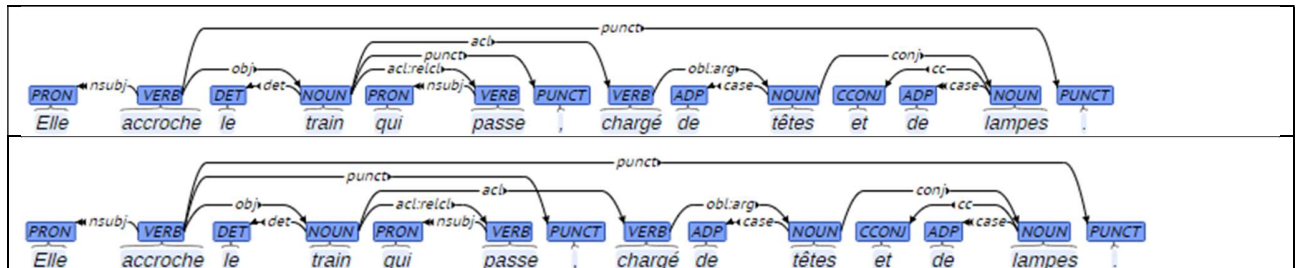 punct
acl
punct
obj acl:relcl obl:arg conj
nsubj det nsubj case cc case
PRON VERB DET NOUN PRON VERB PUNCT VERB ADP NOUN CCONJ ADP NOUN PUNCT
Elle accroche le train qui passe , chargé de têtes et de lampes .
punct
punct
acl
obj acl:relcl obl:arg conj
nsubj det nsubj case cc case
PRON VERB DET NOUN PRON VERB PUNCT VERB ADP NOUN CCONJ ADP NOUN PUNCT
Elle accroche le train qui passe , chargé de têtes et de lampes .